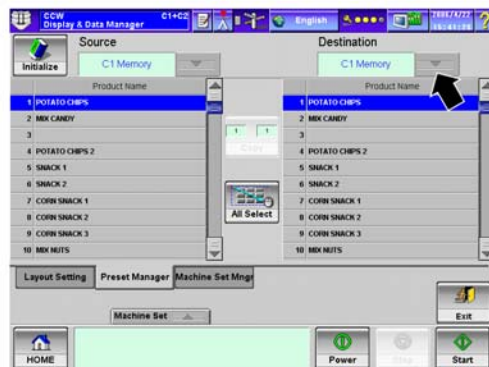 CCW
Display & Data Manager
C1+C2
English
15:41:28
Source
Destination
Initialize
C1 Memory
C1 Memory
Product Name
Product Name
1 POTATO CHIPS
1 POTATO CHIPS
2 MIX CANDY
2 MIX CANDY
3
3
1 1
4 POTATO CHIPS 2
Copy
4 POTATO CHIPS 2
5 SNACK 1
5 SNACK 1
6 SNACK 2
6 SNACK 2
7 CORN SNACK 1
7 CORN SNACK 1
All Select
8 CORN SNACK 2
8 CORN SNACK 2
9 CORN SNACK 3
9 CORN SNACK 3
10 MIX NUTS
10 MIX NUTS
Layout Setting
Preset Manager
Machine Set Mngr
Machine Set
Exit
HOME
Power
Stop
Start